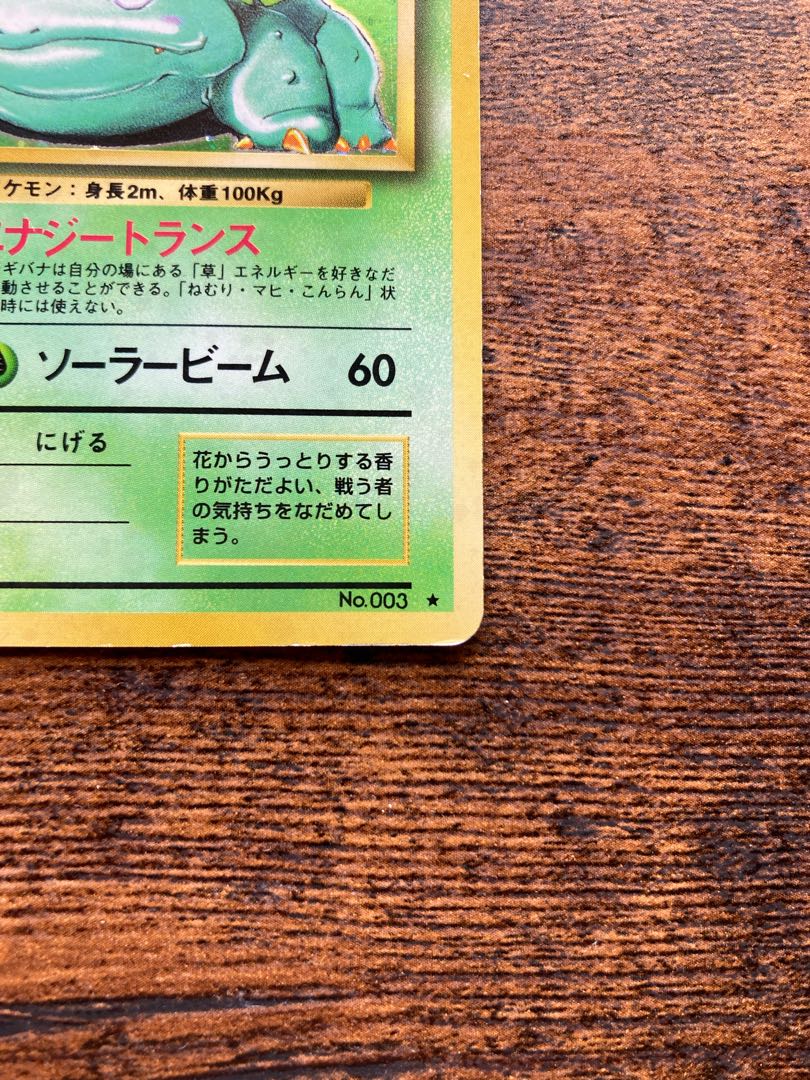 ケモン：身長2m、体重100Kg
ナジートランス
ギバナは自分の場にある「草」エネルギーを好きなだ
動させることができる。「ねむり・マヒ・こんらん」状
時には使えない。
ソーラービーム 60
にげる
花からうっとりする香
りがただよい、戦う者
の気持ちをなだめてし
まう。
No.003 ★